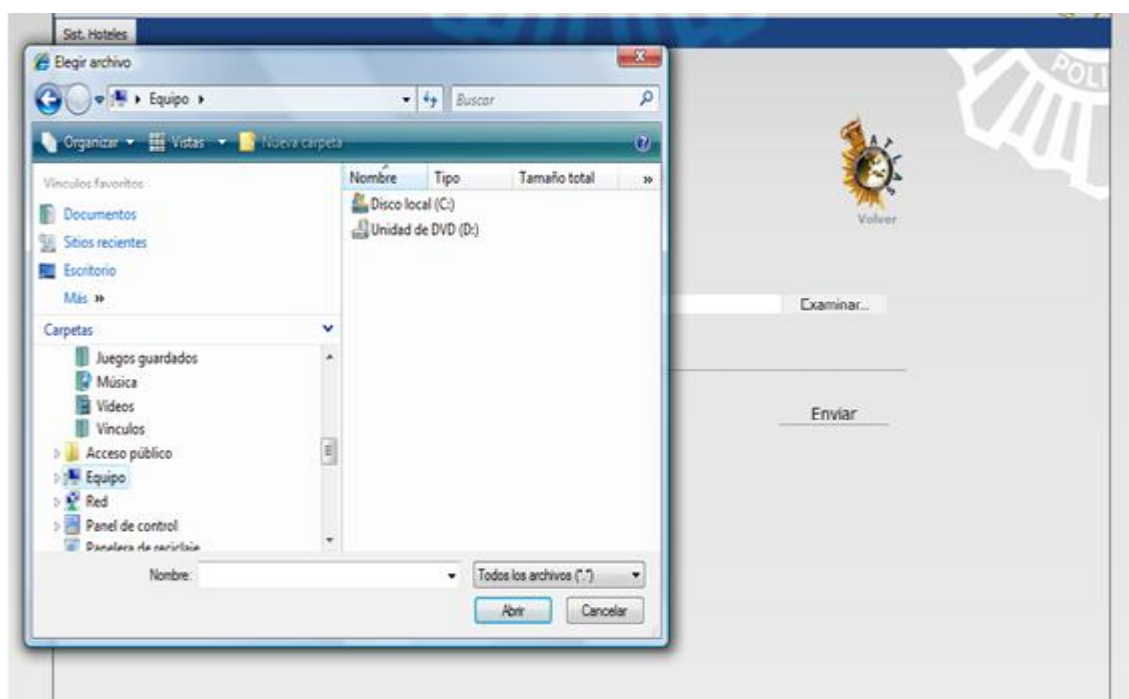 Sist. Hoteles
Elegir archivo
Equipo
Buscar
Organizar Vistas Nueva carpeta
Vínculos favoritos
Documentos
Sitios recientes
Escritorio
Más »
Carpetas
Juegos guardados
Música
Vídeos
Vínculos
Acceso público
Equipo
Red
Panel de control
Papelera de reciclaje
Nombre Tipo Tamaño total »
Disco local (C:)
Unidad de DVD (D:)
Nombre:
Todos los archivos (*.*)
Abrir Cancelar
POLI
ATLAS
Volver
Examinar...
Enviar